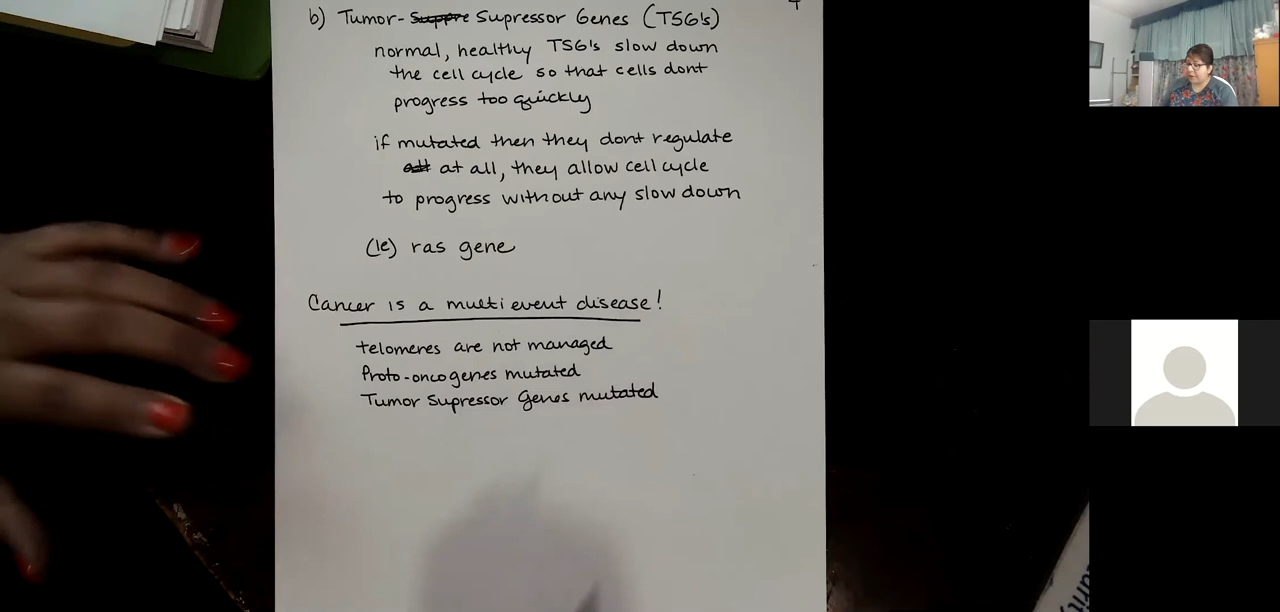 b) Tumor- Suppre Supressor Genes (TSG's)
normal, healthy TSG's slow down
the cell cycle so that cells dont
progress too quickly
if mutated then they dont regulate
at all, they allow cell cycle
to progress without any slow down
(ie) ras gene
Cancer is a multi event disease!
telomeres are not managed
Proto-oncogenes mutated
Tumor Supressor Genes mutated